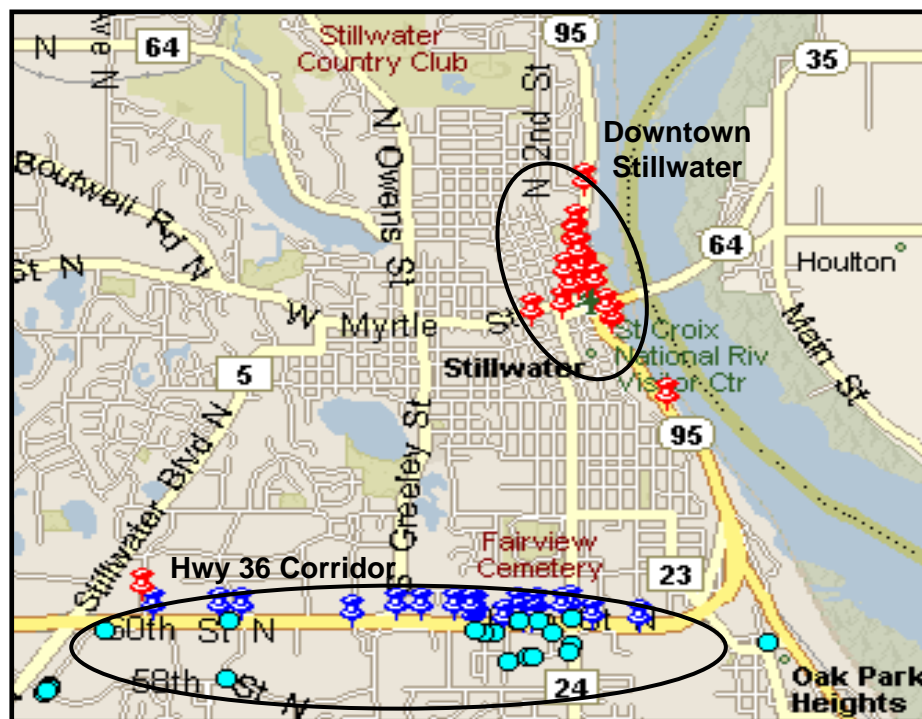 Ave N
N
64
Stillwater
Country Club
95
35
N 2nd St
Downtown
Stillwater
N Owens St
Boutwell Rd N
St N
64
Houlton
W Myrtle St
St Croix
National Riv
Visitor Ctr
Stillwater
Main St
5
95
Stillwater Blvd N
S Greeley St
Fairview
Cemetery
Hwy 36 Corridor
23
60th St N
St N
58th St N
24
Oak Park
Heights